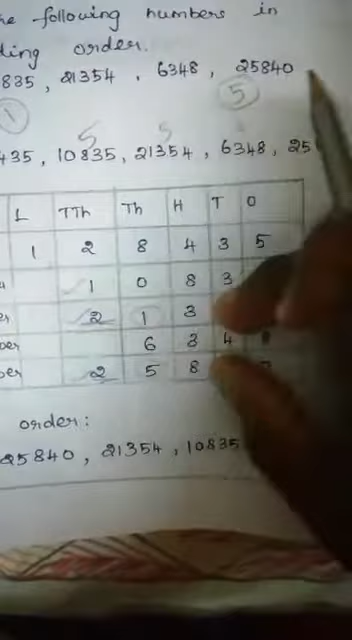 following numbers in
ding order.
835, 21354, 6348, 25840
1 5
435, 10835, 21354, 6348, 25
5 5
L TTh Th H T O
1 2 8 4 3 5
1 0 8 3
2 1 3
6 3 4
2 5 8
order:
25840, 21354, 10835